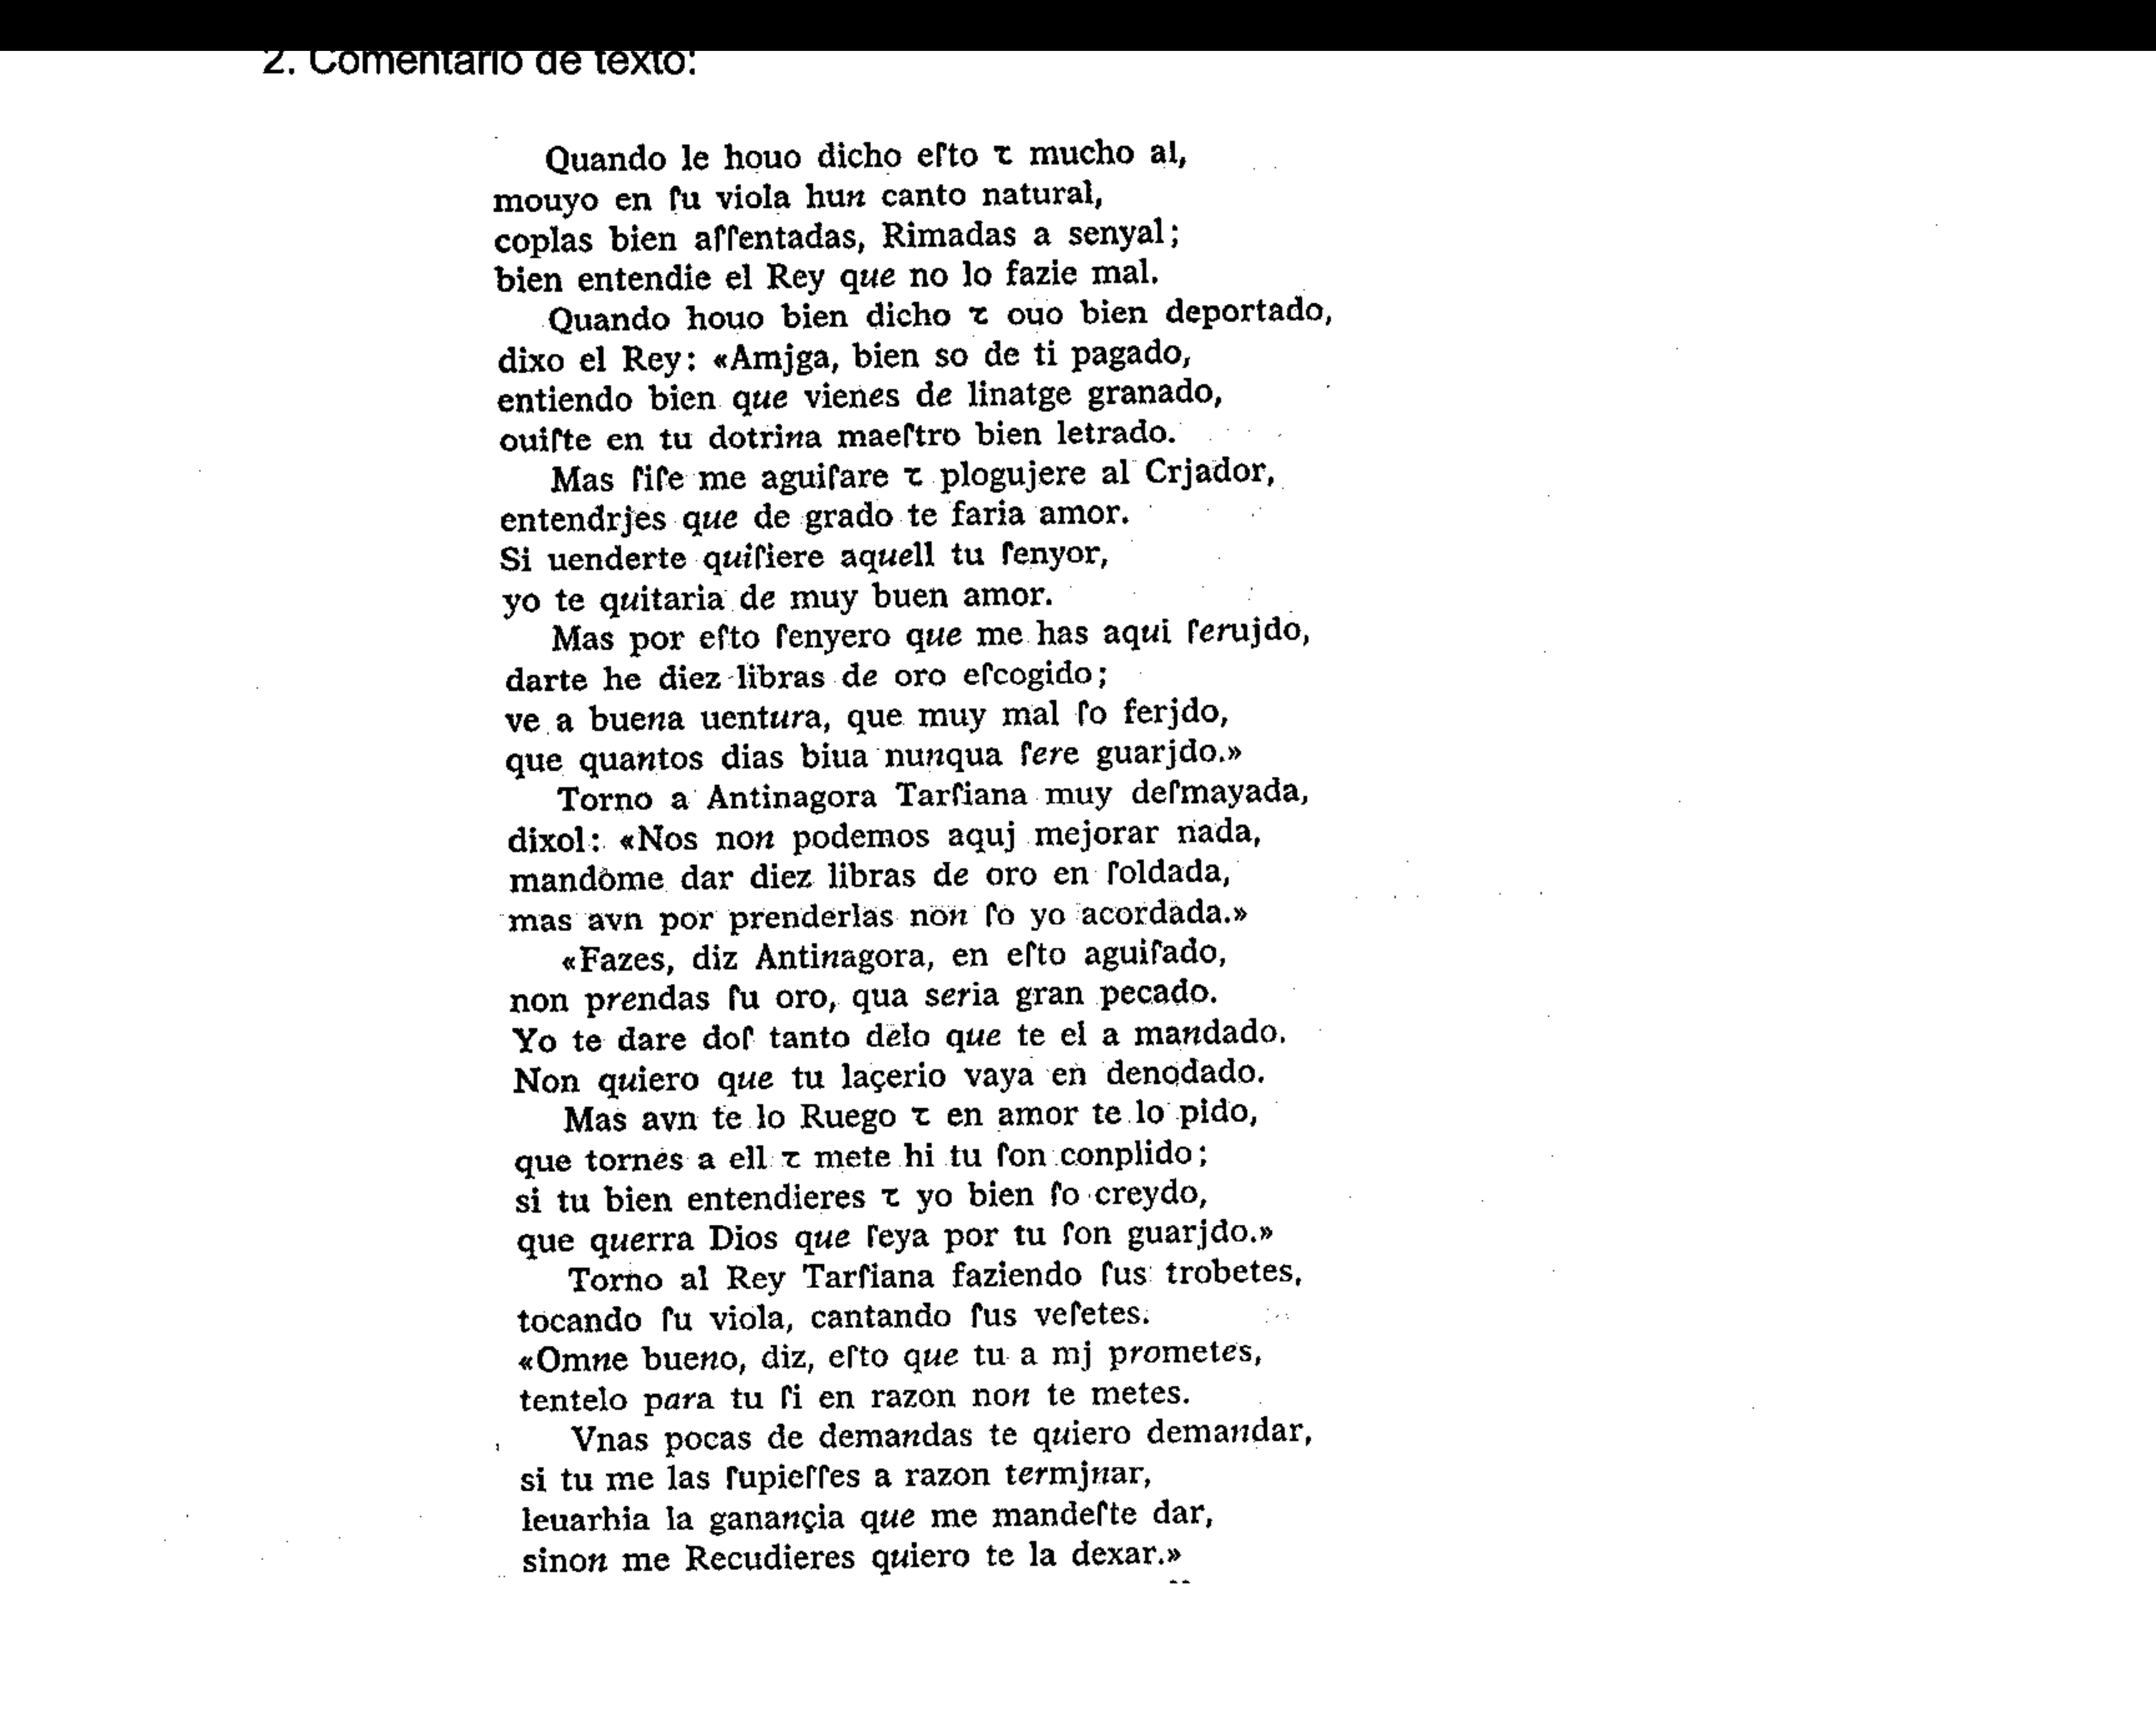 2. Comentario de texto:
Quando le houo dicho eſto τ mucho al,
mouyo en ſu viola hun canto natural,
coplas bien aſſentadas, Rimadas a senyal;
bien entendie el Rey que no lo fazie mal.
Quando houo bien dicho τ ouo bien deportado,
dixo el Rey: «Amjga, bien so de ti pagado,
entiendo bien que vienes de linatge granado,
ouiſte en tu dotrina maeſtro bien letrado.
Mas ſiſe me aguiſare τ plogujere al Crjador,
entendrjes que de grado te faria amor.
Si uenderte quiſiere aquell tu ſenyor,
yo te quitaria de muy buen amor.
Mas por eſto ſenyero que me has aqui ſerujdo,
darte he diez libras de oro eſcogido;
ve a buena uentura, que muy mal ſo ferjdo,
que quantos dias biua nunqua ſere guarjdo.»
Torno a Antinagora Tarſiana muy deſmayada,
dixol: «Nos non podemos aquj mejorar nada,
mandome dar diez libras de oro en ſoldada,
mas avn por prenderlas non ſo yo acordada.»
«Fazes, diz Antinagora, en eſto aguiſado,
non prendas ſu oro, qua seria gran pecado.
Yo te dare doſ tanto delo que te el a mandado.
Non quiero que tu laçerio vaya en denodado.
Mas avn te lo Ruego τ en amor te lo pido,
que tornes a ell τ mete hi tu ſon conplido;
si tu bien entendieres τ yo bien ſo creydo,
que querra Dios que ſeya por tu ſon guarjdo.»
Torno al Rey Tarſiana faziendo ſus trobetes,
tocando ſu viola, cantando ſus veſetes.
«Omne bueno, diz, eſto que tu a mj prometes,
tentelo para tu ſi en razon non te metes.
Vnas pocas de demandas te quiero demandar,
si tu me las ſupieſſes a razon termjnar,
leuarhia la ganançia que me mandeſte dar,
sinon me Recudieres quiero te la dexar.»